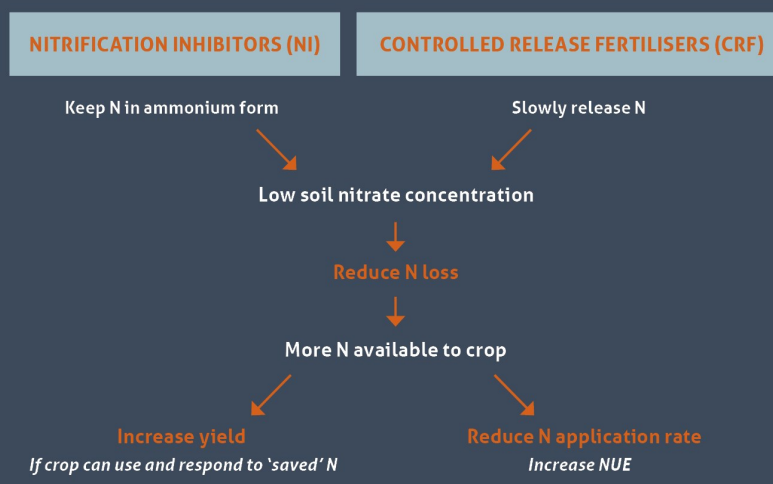 NITRIFICATION INHIBITORS (NI)
CONTROLLED RELEASE FERTILISERS (CRF)
Keep N in ammonium form
Slowly release N
Low soil nitrate concentration
Reduce N loss
More N available to crop
Increase yield
Reduce N application rate
If crop can use and respond to ‘saved’ N
Increase NUE